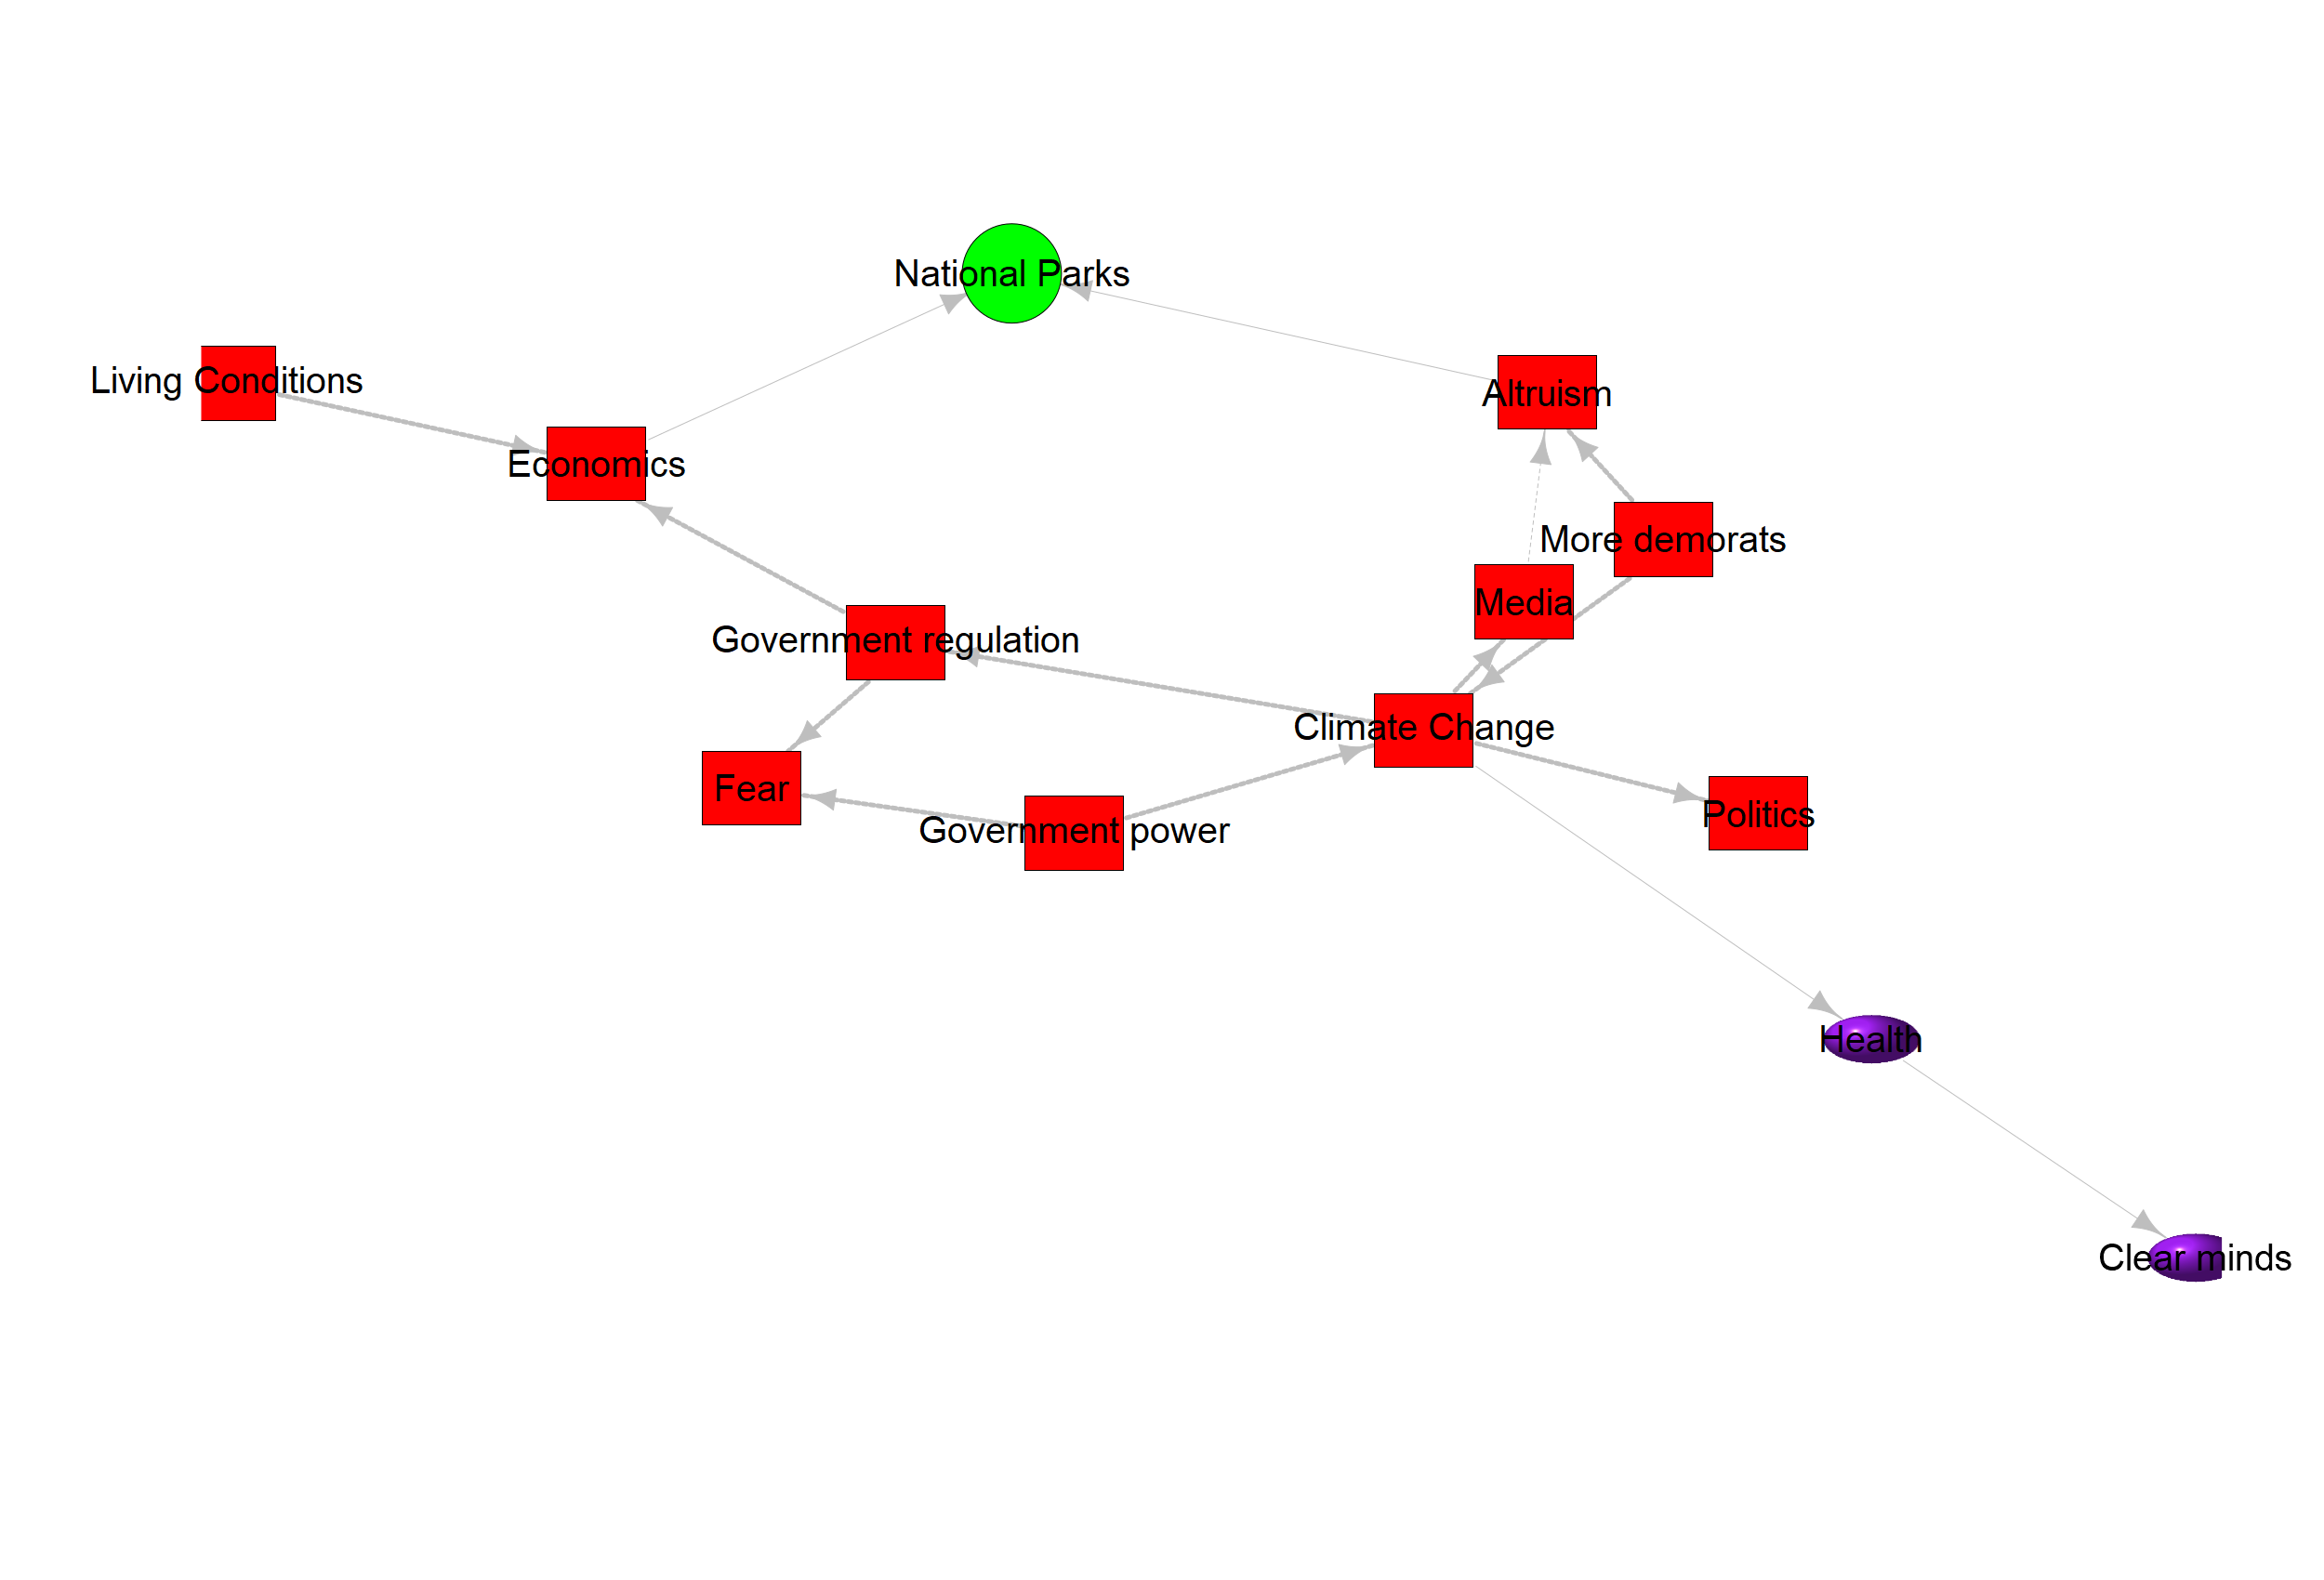 National Parks
Living Conditions
Altruism
Economics
More demorats
Media
Government regulation
Climate Change
Fear
Politics
Government power
Health
Clear minds